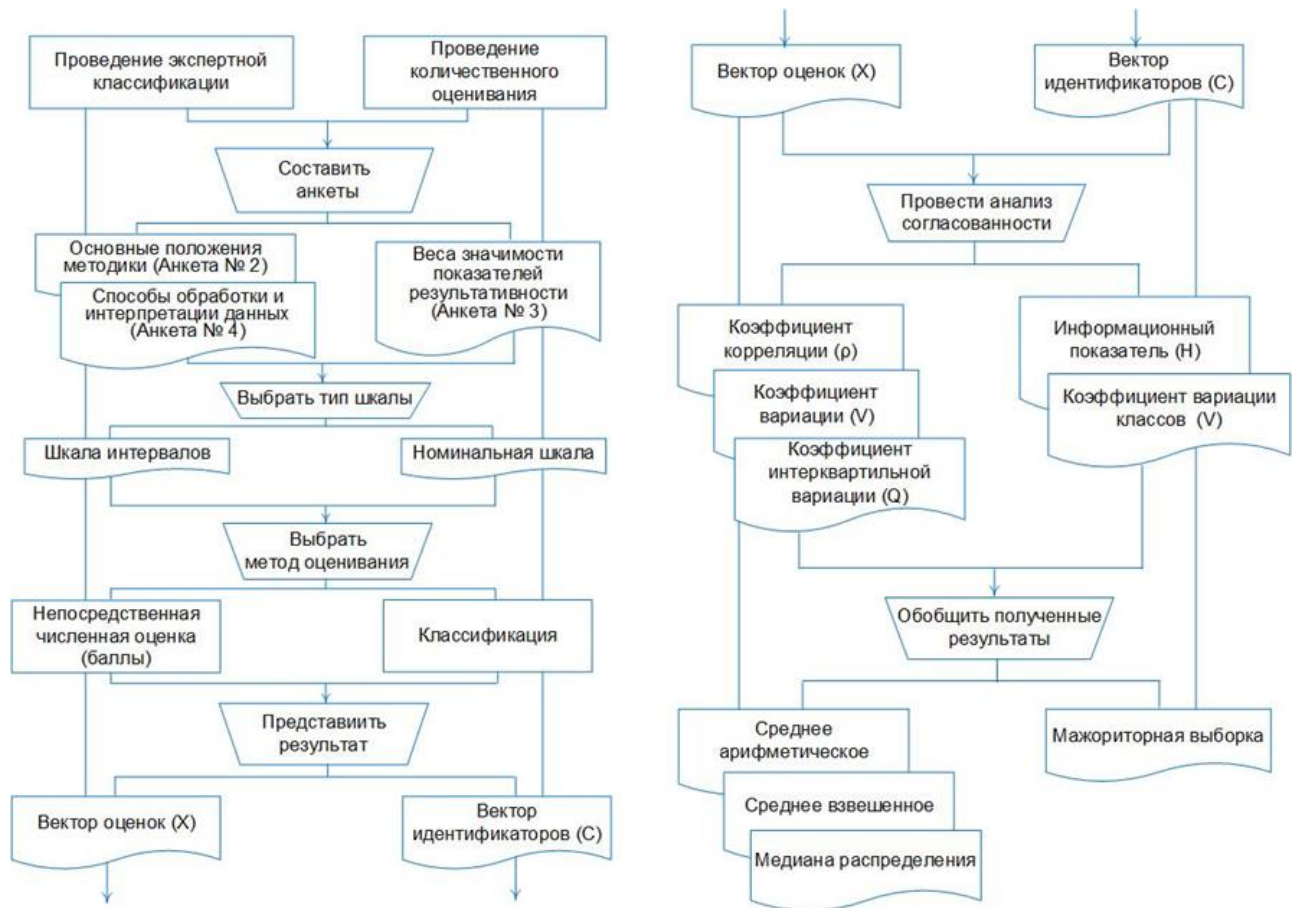 Проведение экспертной
классификации
Проведение
количественного
оценивания
Составить
анкеты
Основные положения
методики (Анкета № 2)
Способы обработки и
интерпретации данных
(Анкета № 4)
Веса значимости
показателей
результативности
(Анкета № 3)
Выбрать тип шкалы
Шкала интервалов
Номинальная шкала
Выбрать
метод оценивания
Непосредственная
численная оценка
(баллы)
Классификация
Представиить
результат
Вектор оценок (X)
Вектор
идентификаторов (C)
Вектор оценок (X)
Вектор
идентификаторов (C)
Провести анализ
согласованности
Коэффициент
корреляции (ρ)
Коэффициент
вариации (V)
Коэффициент
интерквартильной
вариации (Q)
Информационный
показатель (H)
Коэффициент вариации
классов (V)
Обобщить полученные
результаты
Среднее
арифметическое
Среднее взвешенное
Медиана распределения
Мажориторная выборка